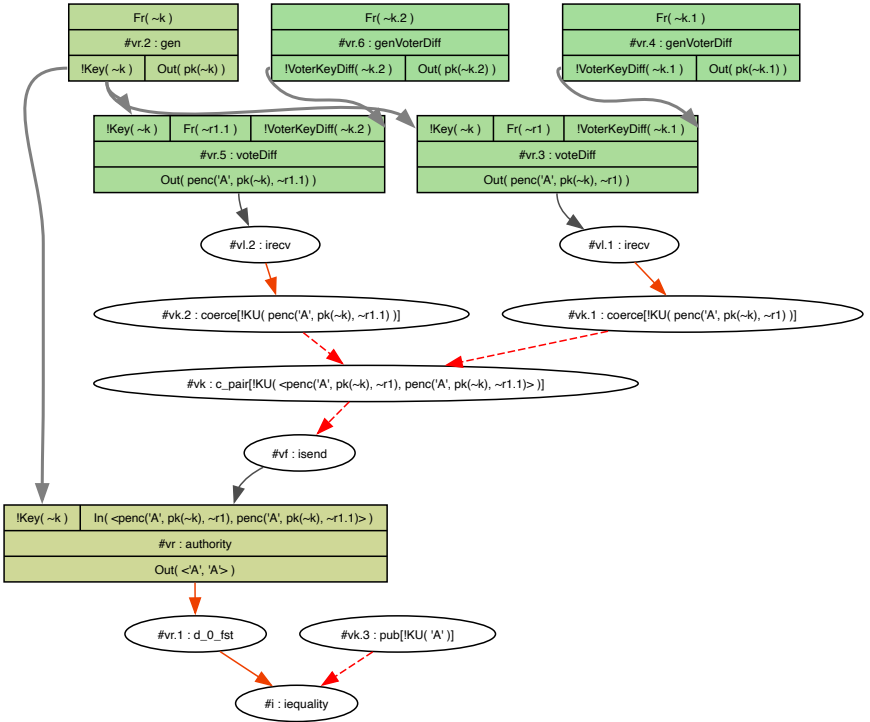 Fr( ~k )
#vr.2 : gen
!Key( ~k ) Out( pk(~k) )
Fr( ~k.2 )
#vr.6 : genVoterDiff
!VoterKeyDiff( ~k.2 ) Out( pk(~k.2) )
Fr( ~k.1 )
#vr.4 : genVoterDiff
!VoterKeyDiff( ~k.1 ) Out( pk(~k.1) )
!Key( ~k ) Fr( ~r1.1 ) !VoterKeyDiff( ~k.2 )
#vr.5 : voteDiff
Out( penc('A', pk(~k), ~r1.1) )
!Key( ~k ) Fr( ~r1 ) !VoterKeyDiff( ~k.1 )
#vr.3 : voteDiff
Out( penc('A', pk(~k), ~r1) )
#vl.2 : irecv
#vl.1 : irecv
#vk.2 : coerce[!KU( penc('A', pk(~k), ~r1.1) )]
#vk.1 : coerce[!KU( penc('A', pk(~k), ~r1) )]
#vk : c_pair[!KU( <penc('A', pk(~k), ~r1), penc('A', pk(~k), ~r1.1)> )]
#vf : isend
!Key( ~k ) In( <penc('A', pk(~k), ~r1), penc('A', pk(~k), ~r1.1)> )
#vr : authority
Out( <'A', 'A'> )
#vr.1 : d_0_fst
#vk.3 : pub[!KU( 'A' )]
#i : iequality